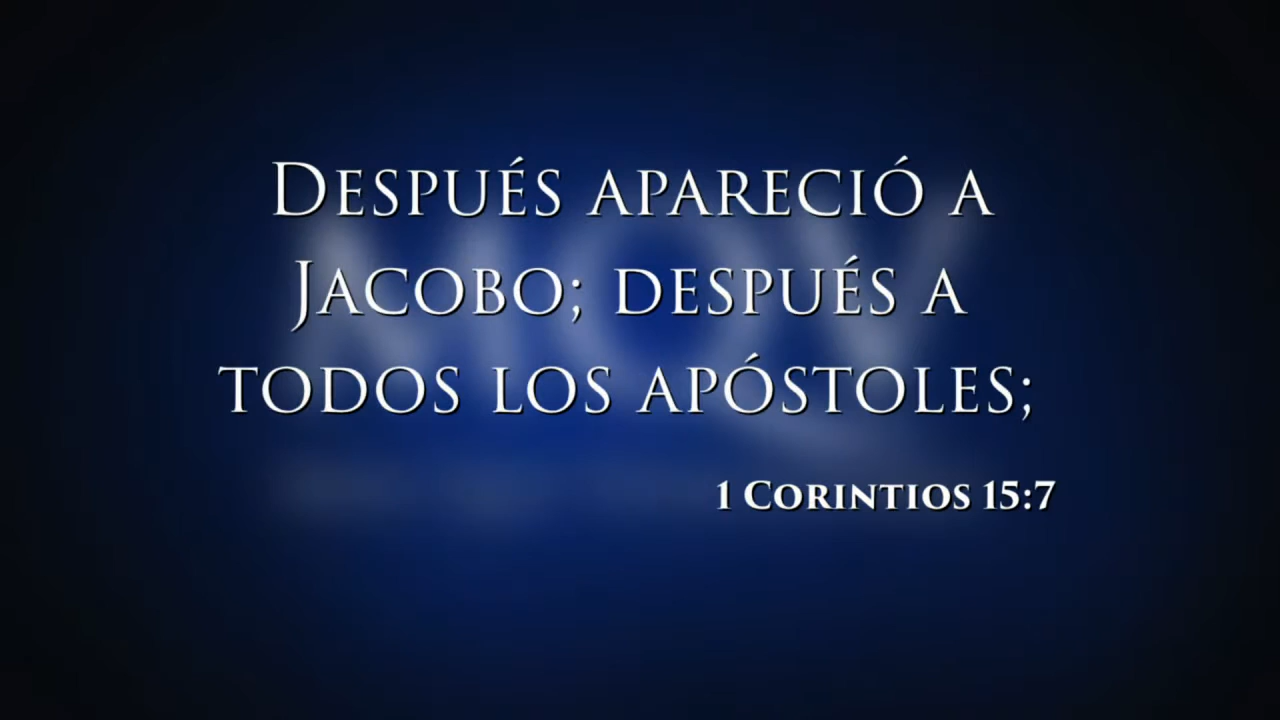 Después apareció a
Jacobo; después a
todos los apóstoles;
1 Corintios 15:7